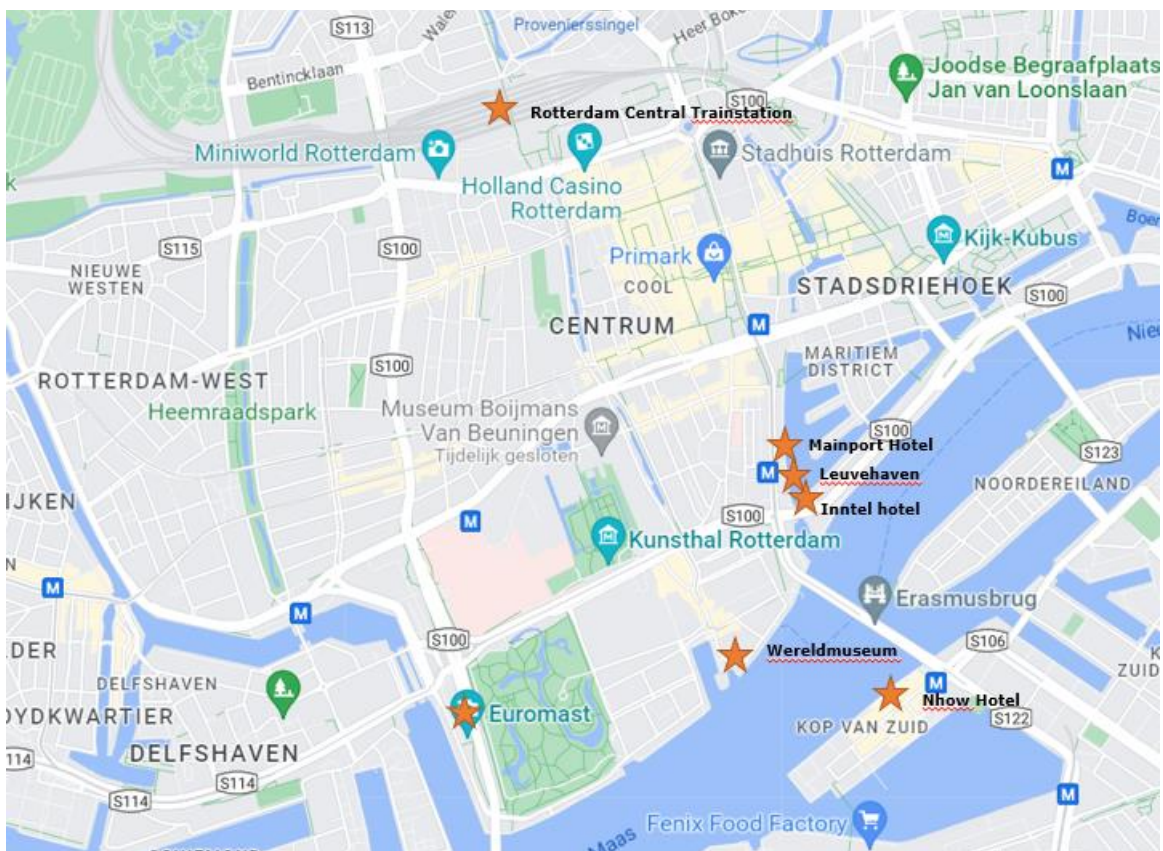 Provenierssingel
S113
Walen
Heer Bok
Bentincklaan
Joodse Begraafplaats
Jan van Loonslaan
S100
Rotterdam Central Trainstation
Miniworld Rotterdam
Stadhuis Rotterdam
M
k
Holland Casino
Rotterdam
Boer
S115
S100
Primark
Kijk-Kubus
NIEUWE
WESTEN
COOL
STADSDRIEHOEK
S100
CENTRUM
M
M
Nie
MARITIEM
DISTRICT
S100
ROTTERDAM-WEST
Heemraadspark
Museum Boijmans
Van Beuningen
Tijdelijk gesloten
S100
Mainport Hotel
S123
M
Leuvehaven
NOORDEREILAND
IJKEN
Inntel hotel
M
S100
Kunsthal Rotterdam
N
M
M
Erasmusbrug
S100
S106
LDER
Wereldmuseum
K
ZUID
DELFSHAVEN
M
Nhow Hotel
OYDKWARTIER
Euromast
S122
KOP VAN ZUID
DELFSHAVEN
114
S114
S114
M
Fenix Food Factory
Maas